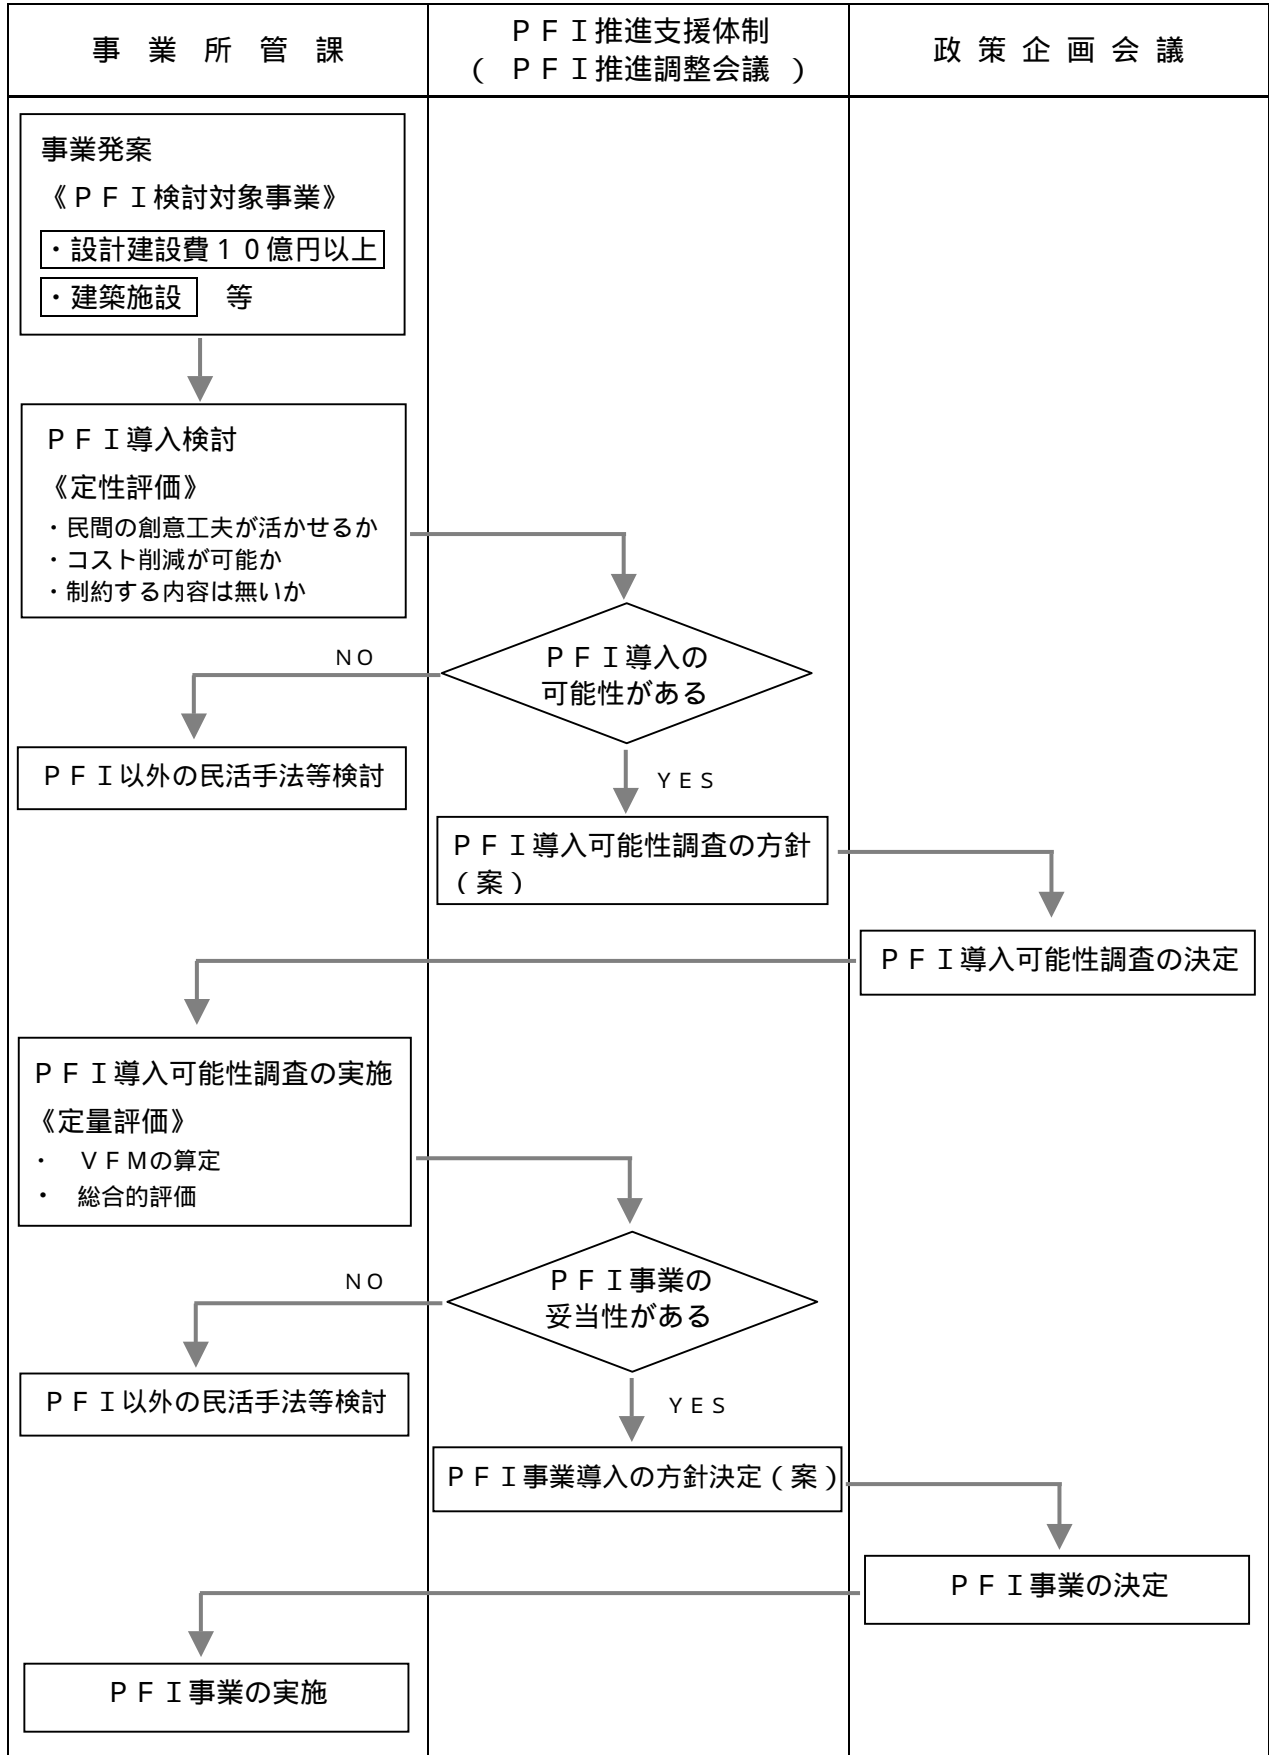 事業所管課
ＰＦＩ推進支援体制
（ ＰＦＩ推進調整会議 ）
政策企画会議
事業発案
《ＰＦＩ検討対象事業》
・設計建設費１０億円以上
・建築施設 等
ＰＦＩ導入検討
《定性評価》
・民間の創意工夫が活かせるか
・コスト削減が可能か
・制約する内容は無いか
ＰＦＩ導入の
可能性がある
ＮＯ
ＰＦＩ以外の民活手法等検討
ＹＥＳ
ＰＦＩ導入可能性調査の方針
（案）
ＰＦＩ導入可能性調査の決定
ＰＦＩ導入可能性調査の実施
《定量評価》
・ ＶＦＭの算定
・ 総合的評価
ＰＦＩ事業の
妥当性がある
ＮＯ
ＰＦＩ以外の民活手法等検討
ＹＥＳ
ＰＦＩ事業導入の方針決定（案）
ＰＦＩ事業の決定
ＰＦＩ事業の実施